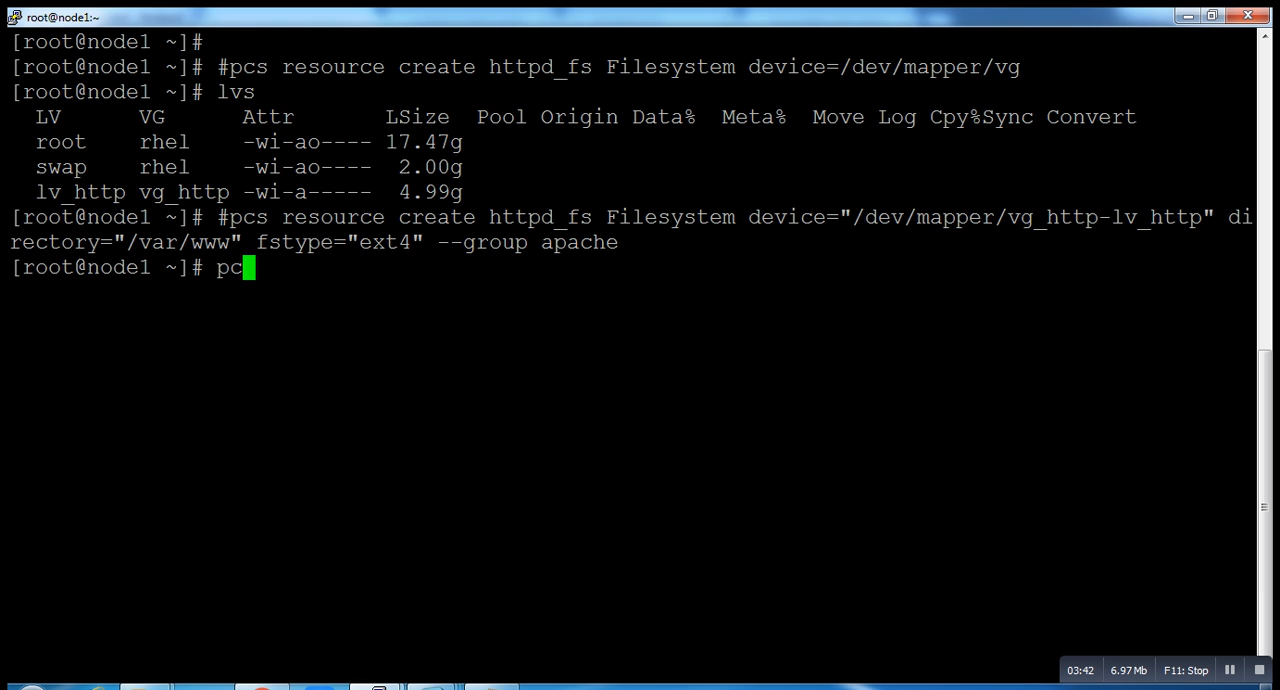 root@node1:~
[root@node1 ~]#
[root@node1 ~]# #pcs resource create httpd_fs Filesystem device=/dev/mapper/vg
[root@node1 ~]# lvs
LV VG Attr LSize Pool Origin Data% Meta% Move Log Cpy%Sync Convert
root rhel -wi-ao---- 17.47g
swap rhel -wi-ao---- 2.00g
lv_http vg_http -wi-a----- 4.99g
[root@node1 ~]# #pcs resource create httpd_fs Filesystem device="/dev/mapper/vg_http-lv_http" di
rectory="/var/www" fstype="ext4" --group apache
[root@node1 ~]# pc
03:42 6.97 Mb F11: Stop